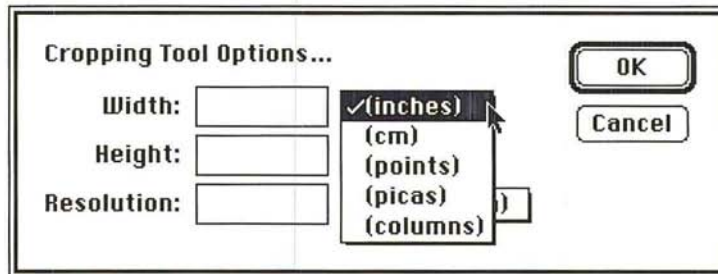 Cropping Tool Options...
OK
Width:
✓(inches)
Cancel
(cm)
Height:
(points)
(picas)
Resolution:
)
(columns)